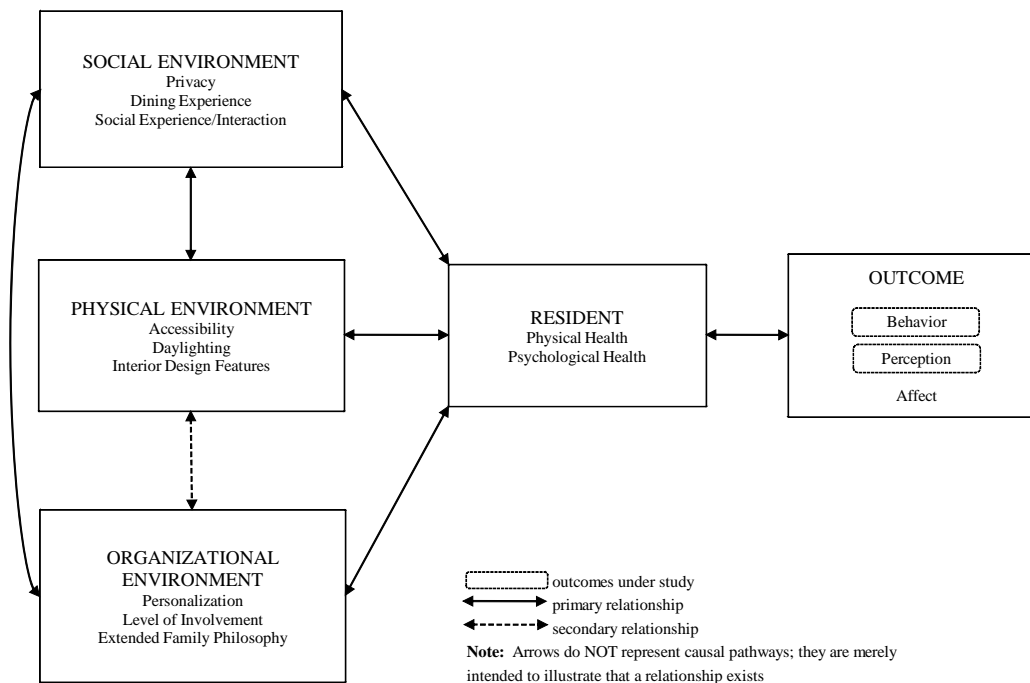 SOCIAL ENVIRONMENT
Privacy
Dining Experience
Social Experience/Interaction
PHYSICAL ENVIRONMENT
Accessibility
Daylighting
Interior Design Features
ORGANIZATIONAL
ENVIRONMENT
Personalization
Level of Involvement
Extended Family Philosophy
RESIDENT
Physical Health
Psychological Health
OUTCOME
Behavior
Perception
Affect
outcomes under study
primary relationship
secondary relationship
Note: Arrows do NOT represent causal pathways; they are merely
intended to illustrate that a relationship exists